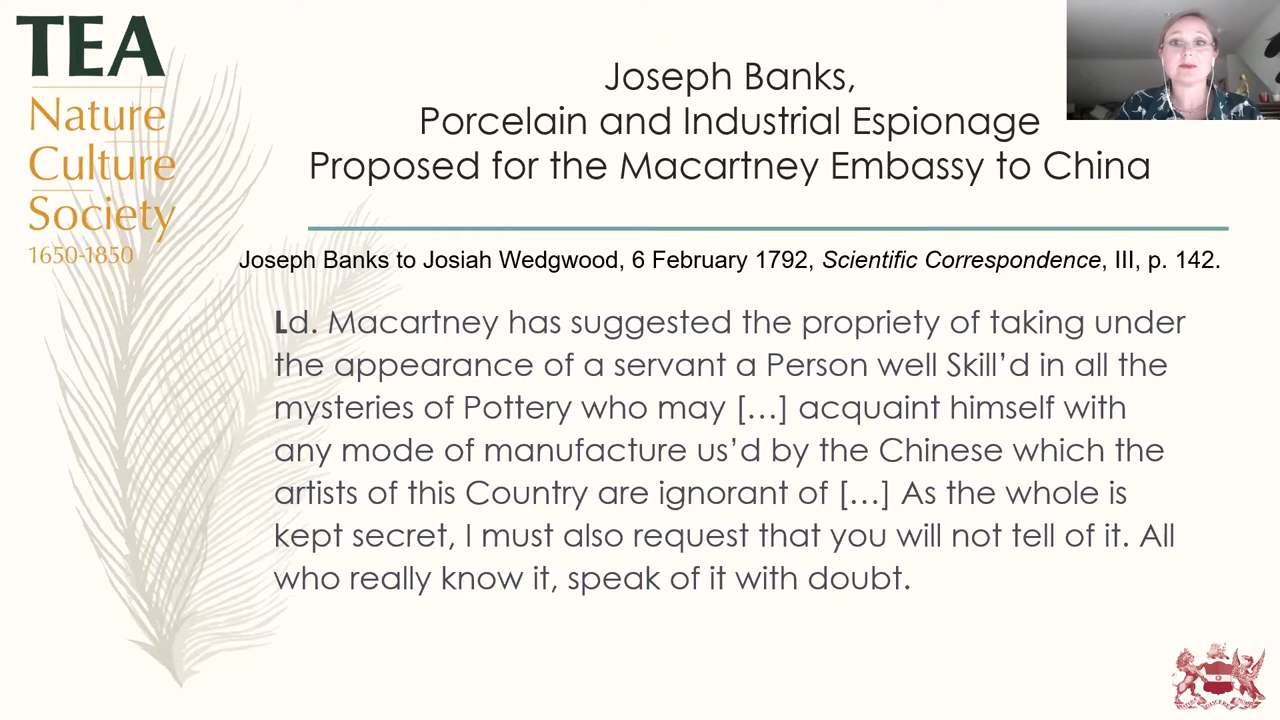 TEA
Nature
Culture
Society
1650-1850
Joseph Banks,
Porcelain and Industrial Espionage
Proposed for the Macartney Embassy to China
Joseph Banks to Josiah Wedgwood, 6 February 1792, Scientific Correspondence, III, p. 142.
Ld. Macartney has suggested the propriety of taking under
the appearance of a servant a Person well Skill’d in all the
mysteries of Pottery who may […] acquaint himself with
any mode of manufacture us’d by the Chinese which the
artists of this Country are ignorant of […] As the whole is
kept secret, I must also request that you will not tell of it. All
who really know it, speak of it with doubt.